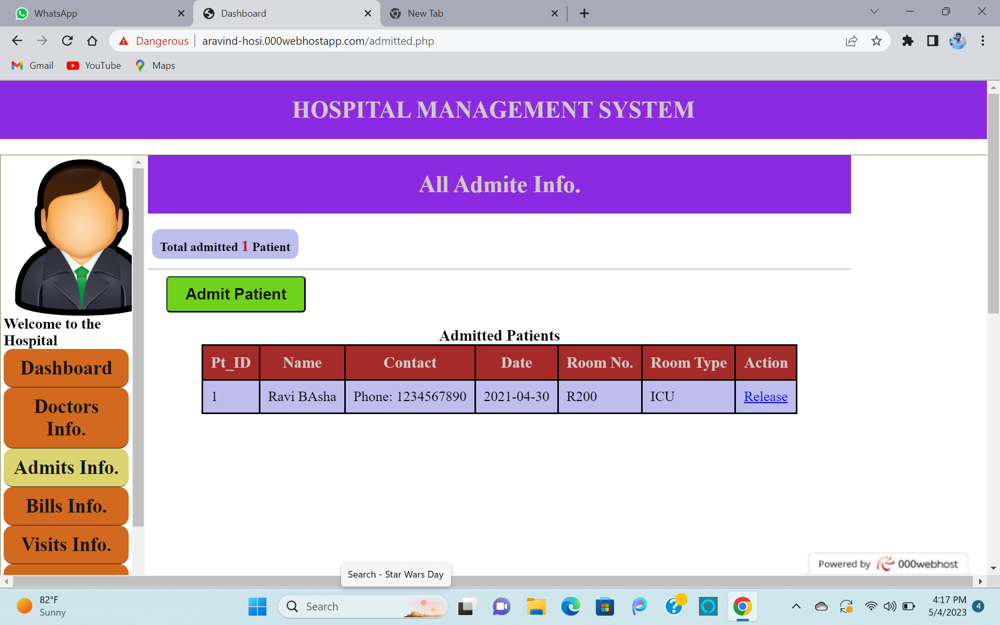 WhatsApp
Dashboard
New Tab
Dangerous
aravind-hosi.000webhostapp.com/admitted.php
Gmail
YouTube
Maps
HOSPITAL MANAGEMENT SYSTEM
Welcome to the
Hospital
Dashboard
Doctors
Info.
Admits Info.
Bills Info.
Visits Info.
All Admite Info.
Total admitted 1 Patient
Admit Patient
Admitted Patients
Pt_ID Name Contact Date Room No. Room Type Action
1 Ravi BAsha Phone: 1234567890 2021-04-30 R200 ICU Release
Powered by 000webhost
Search - Star Wars Day
82°F
Sunny
Search
4:17 PM
5/4/2023
4